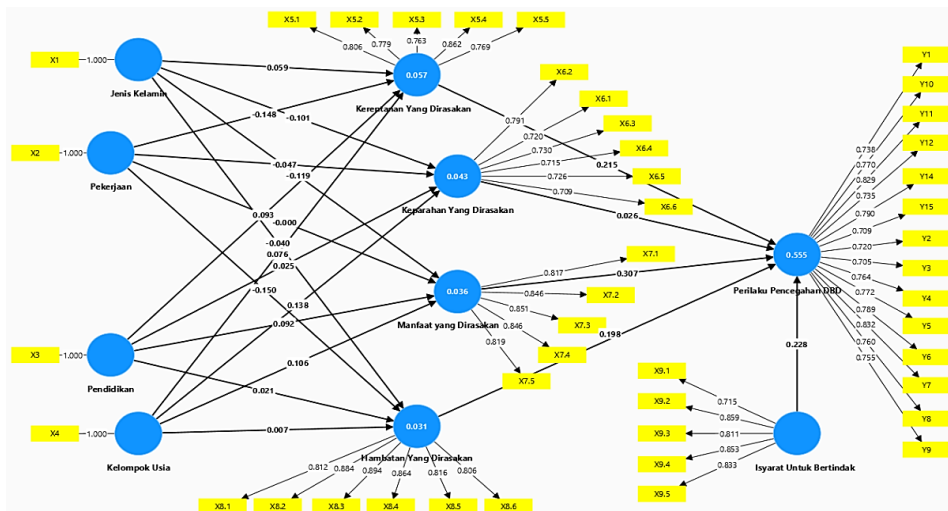 X5.1 X5.2 X5.3 X5.4 X5.5
0.806 0.779 0.763 0.862 0.769
X1 1.000
Jenis Kelamin
0.059
0.057
Kerentanan Yang Dirasakan
X2 1.000
Pekerjaan
-0.148
-0.101
-0.047
-0.119
0.093
-0.000
-0.040
0.076
0.025
-0.150
0.138
0.092
0.106
0.021
0.007
X6.2
X6.1
X6.3
X6.4
X6.5
X6.6
0.791
0.720
0.730
0.715
0.726
0.709
0.043
Keparahan Yang Dirasakan
0.215
0.026
X7.1
X7.2
X7.3
X7.4
X7.5
0.817
0.846
0.851
0.846
0.819
0.036
Manfaat yang Dirasakan
0.307
0.198
X3 1.000
Pendidikan
X4 1.000
Kelompok Usia
0.031
Hambatan Yang Dirasakan
0.812 0.884 0.894 0.864 0.816 0.806
X8.1 X8.2 X8.3 X8.4 X8.5 X8.6
0.555
Perilaku Pencegahan DBD
0.228
X9.1
X9.2
X9.3
X9.4
X9.5
0.715
0.859
0.811
0.853
0.833
Isyarat Untuk Bertindak
Y1
Y10
Y11
Y12
Y14
Y15
Y2
Y3
Y4
Y5
Y6
Y7
Y8
Y9
0.738
0.770
0.829
0.735
0.790
0.709
0.720
0.705
0.764
0.772
0.789
0.832
0.760
0.755